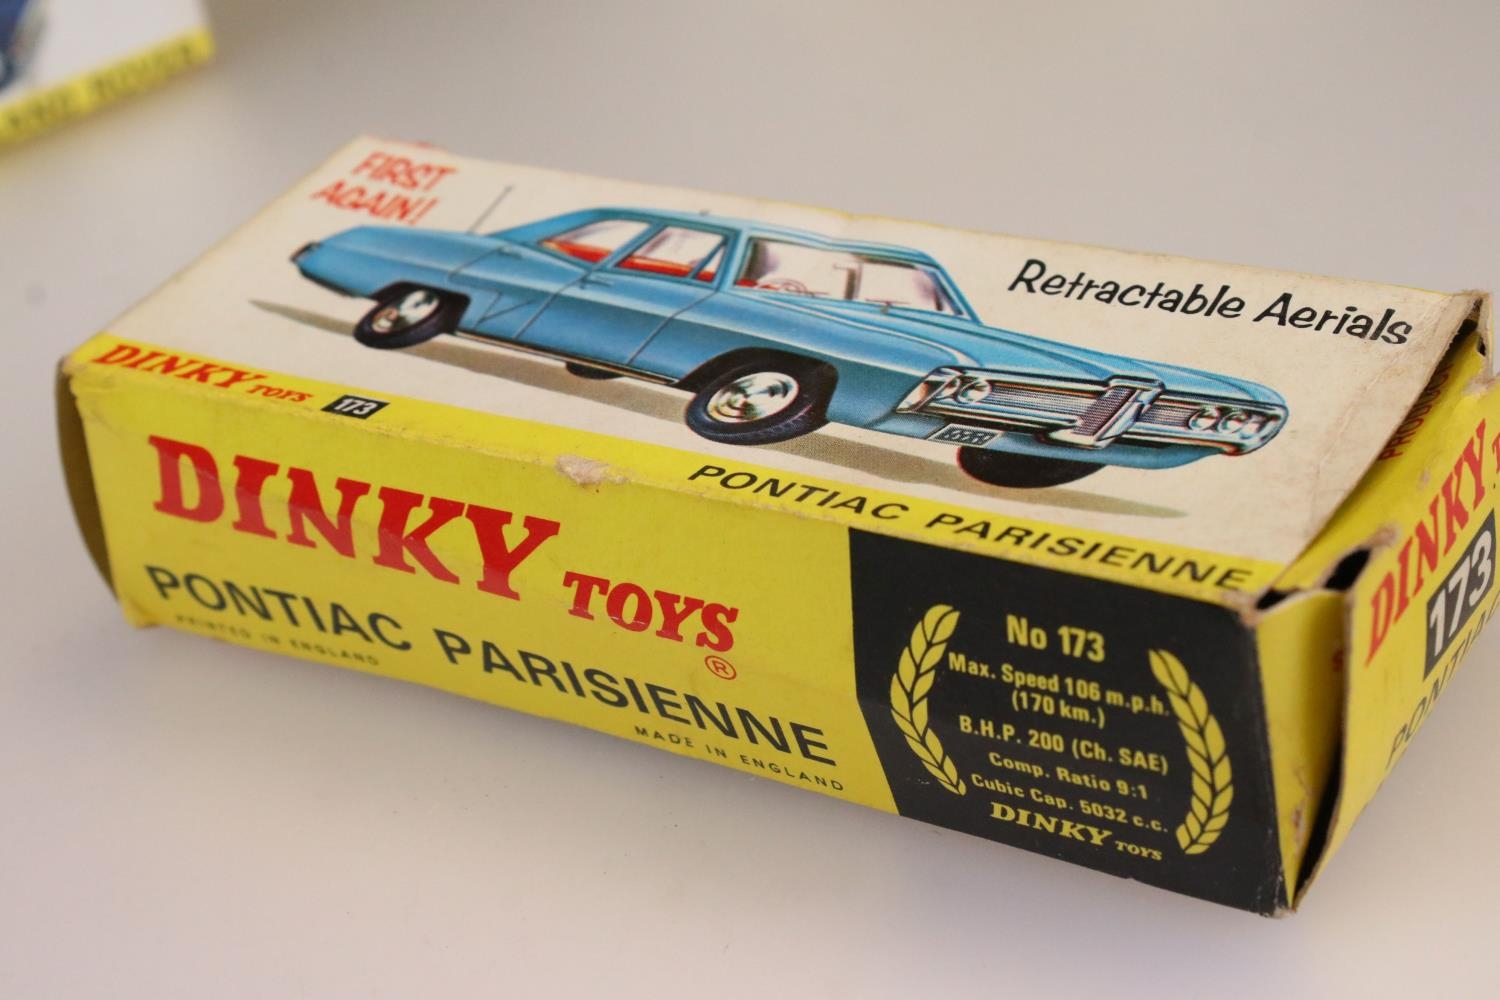 FIRST
AGAIN!
Retractable Aerials
DINKY TOYS 173
PONTIAC PARISIENNE
DINKY TOYS®
PONTIAC PARISIENNE
PRINTED IN ENGLAND
MADE IN ENGLAND
No 173
Max. Speed 106 m.p.h.
(170 km.)
B.H.P. 200 (Ch. SAE)
Comp. Ratio 9:1
Cubic Cap. 5032 c.c.
DINKY TOYS
DINKY
173
ROVER